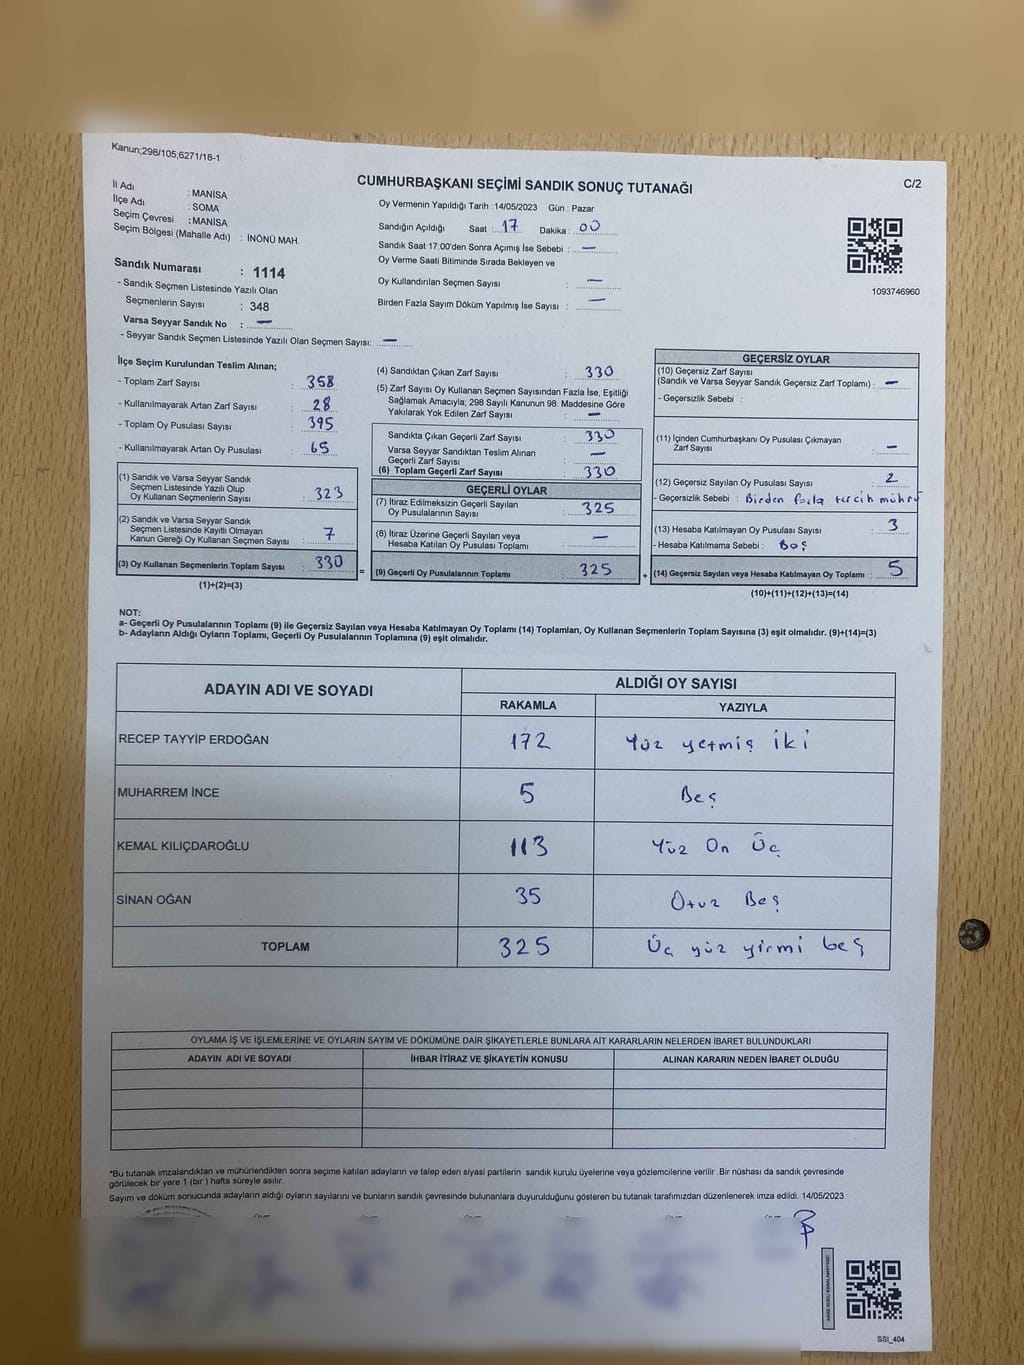 Kanun;298/105;6271/18-1
CUMHURBAŞKANI SEÇİMİ SANDIK SONUÇ TUTANAĞI
C/2
İl Adı : MANİSA
İlçe Adı : SOMA
Seçim Çevresi : MANİSA
Seçim Bölgesi (Mahalle Adı) : İNÖNÜ MAH.
Sandık Numarası : 1114
- Sandık Seçmen Listesinde Yazılı Olan
Seçmenlerin Sayısı : 348
Varsa Seyyar Sandık No : —
- Seyyar Sandık Seçmen Listesinde Yazılı Olan Seçmen Sayısı: —
Oy Vermenin Yapıldığı Tarih : 14/05/2023 Gün : Pazar
Sandığın Açıldığı Saat : 17 Dakika : 00
Sandık Saat 17:00'den Sonra Açımış İse Sebebi : —
Oy Verme Saati Bitiminde Sırada Bekleyen ve
Oy Kullandırılan Seçmen Sayısı : —
Birden Fazla Sayım Döküm Yapılmış İse Sayısı : —
1093746960
İlçe Seçim Kurulundan Teslim Alınan;
- Toplam Zarf Sayısı : 358
- Kullanılmayarak Artan Zarf Sayısı : 28
- Toplam Oy Pusulası Sayısı : 395
- Kullanılmayarak Artan Oy Pusulası : 65
(1) Sandık ve Varsa Seyyar Sandık
Seçmen Listesinde Yazılı Olup
Oy Kullanan Seçmenlerin Sayısı : 323
(2) Sandık ve Varsa Seyyar Sandık
Seçmen Listesinde Kayıtlı Olmayan
Kanun Gereği Oy Kullanan Seçmen Sayısı : 7
(3) Oy Kullanan Seçmenlerin Toplam Sayısı : 330
(1)+(2)=(3)
(4) Sandıktan Çıkan Zarf Sayısı : 330
(5) Zarf Sayısı Oy Kullanan Seçmen Sayısından Fazla İse, Eşitliği
Sağlamak Amacıyla; 298 Sayılı Kanunun 98. Maddesine Göre
Yakılarak Yok Edilen Zarf Sayısı : —
Sandıkta Çıkan Geçerli Zarf Sayısı : 330
Varsa Seyyar Sandıktan Teslim Alınan
Geçerli Zarf Sayısı : —
(6) Toplam Geçerli Zarf Sayısı : 330
GEÇERLİ OYLAR
(7) İtiraz Edilmeksizin Geçerli Sayılan
Oy Pusulalarının Sayısı : 325
(8) İtiraz Üzerine Geçerli Sayılan veya
Hesaba Katılan Oy Pusulası Toplamı : —
= (9) Geçerli Oy Pusulalarının Toplamı : 325
GEÇERSİZ OYLAR
(10) Geçersiz Zarf Sayısı
(Sandık ve Varsa Seyyar Sandık Geçersiz Zarf Toplamı) : —
- Geçersizlik Sebebi :
(11) İçinden Cumhurbaşkanı Oy Pusulası Çıkmayan
Zarf Sayısı : —
(12) Geçersiz Sayılan Oy Pusulası Sayısı : 2
- Geçersizlik Sebebi : Birden fazla tercih mührü
(13) Hesaba Katılmayan Oy Pusulası Sayısı : 3
- Hesaba Katılmama Sebebi : Boş
+ (14) Geçersiz Sayılan veya Hesaba Katılmayan Oy Toplamı : 5
(10)+(11)+(12)+(13)=(14)
NOT:
a- Geçerli Oy Pusulalarının Toplamı (9) ile Geçersiz Sayılan veya Hesaba Katılmayan Oy Toplamı (14) Toplamları, Oy Kullanan Seçmenlerin Toplam Sayısına (3) eşit olmalıdır. (9)+(14)=(3)
b- Adayların Aldığı Oyların Toplamı, Geçerli Oy Pusulalarının Toplamına (9) eşit olmalıdır.
ADAYIN ADI VE SOYADI
ALDIĞI OY SAYISI
RAKAMLA YAZIYLA
RECEP TAYYİP ERDOĞAN 172 Yüz yetmiş iki
MUHARREM İNCE 5 Beş
KEMAL KILIÇDAROĞLU 113 Yüz On Üç
SİNAN OĞAN 35 Otuz Beş
TOPLAM 325 Üç yüz yirmi beş
OYLAMA İŞ VE İŞLEMLERİNE VE OYLARIN SAYIM VE DÖKÜMÜNE DAİR ŞİKAYETLERLE BUNLARA AİT KARARLARIN NELERDEN İBARET BULUNDUKLARI
ADAYIN ADI VE SOYADI İHBAR İTİRAZ VE ŞİKAYETİN KONUSU ALINAN KARARIN NEDEN İBARET OLDUĞU
*Bu tutanak imzalandıktan ve mühürlendikten sonra seçime katılan adayların ve talep eden siyasi partilerin sandık kurulu üyelerine veya gözlemcilerine verilir .Bir nüshası da sandık çevresinde
görülecek bir yere 1 (bir ) hafta süreyle asılır.
Sayım ve döküm sonucunda adayların aldığı oyların sayılarını ve bunların sandık çevresinde bulunanlara duyurulduğunu gösteren bu tutanak tarafımızdan düzenlenerek imza edildi. 14/05/2023
SSI_404